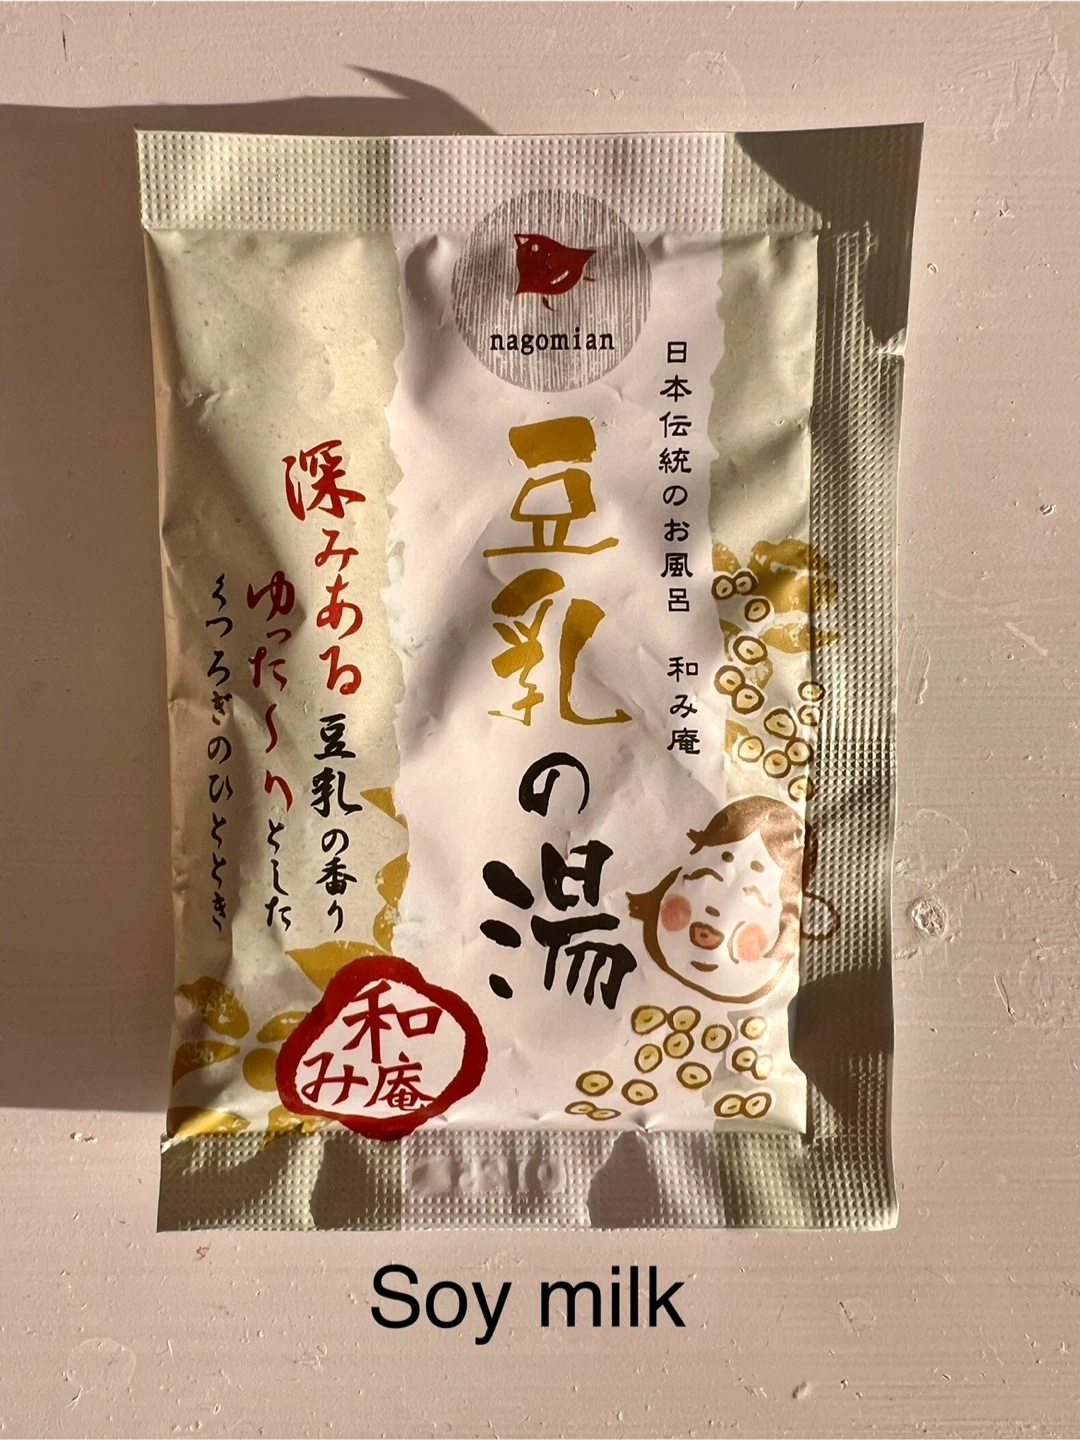 nagomian
日本伝統のお風呂 和み庵
豆乳の湯
深みある豆乳の香り
ゆった～りとした
くつろぎのひととき
和み庵
Soy milk